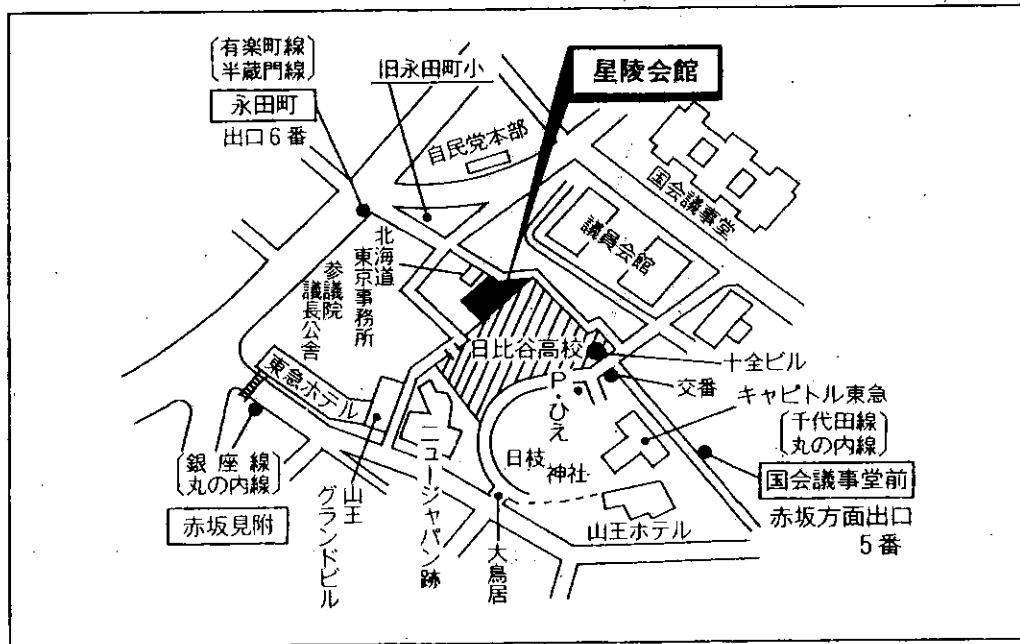 有楽町線
半蔵門線
永田町
出口6番
旧永田町小
星陵会館
自民党本部
国会議事堂
議員会館
北海道
東京事務所
参議院
議長公舎
日比谷高校
十全ビル
交番
キャピトル東急
千代田線
丸の内線
国会議事堂前
赤坂方面出口
5番
P・ひえ
日枝
神社
東急ホテル
銀座線
丸の内線
赤坂見附
山王
グランドビル
ニュージャパン跡
大鳥居
山王ホテル